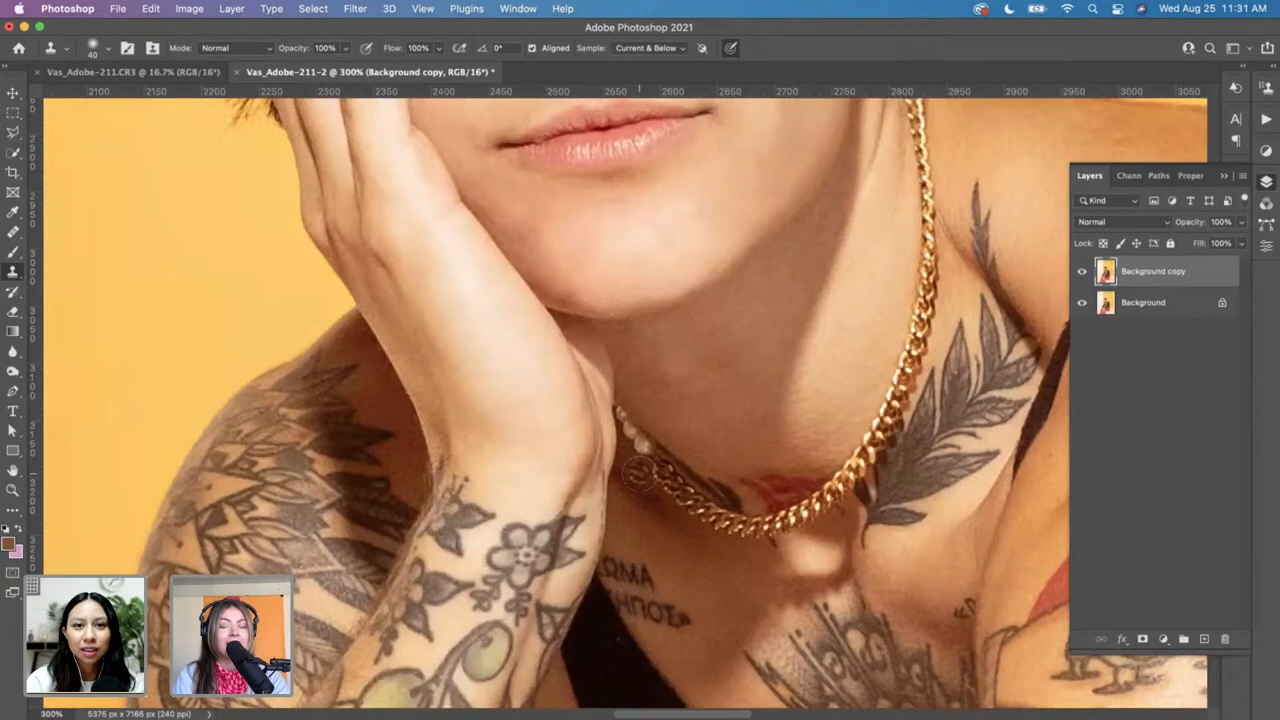 Photoshop File Edit Image Layer Type Select Filter 3D View Plugins Window Help Wed Aug 25 11:31 AM
Adobe Photoshop 2021
40 Mode: Normal Opacity: 100% Flow: 100% 0° Aligned Sample: Current & Below
Vas_Adobe-211.CR3 @ 16.7% (RGB/16*) Vas_Adobe-211-2 @ 300% (Background copy, RGB/16*) *
2100 2150 2200 2250 2300 2350 2400 2450 2500 2550 2600 2650 2700 2750 2800 2850 2900 2950 3000 3050
Layers Chann Paths Proper
Kind
Normal Opacity: 100%
Lock: Fill: 100%
Background copy
Background
ΩΜΑ
ΗΠΟΤ»
300% 5375 px x 7166 px (240 ppi)